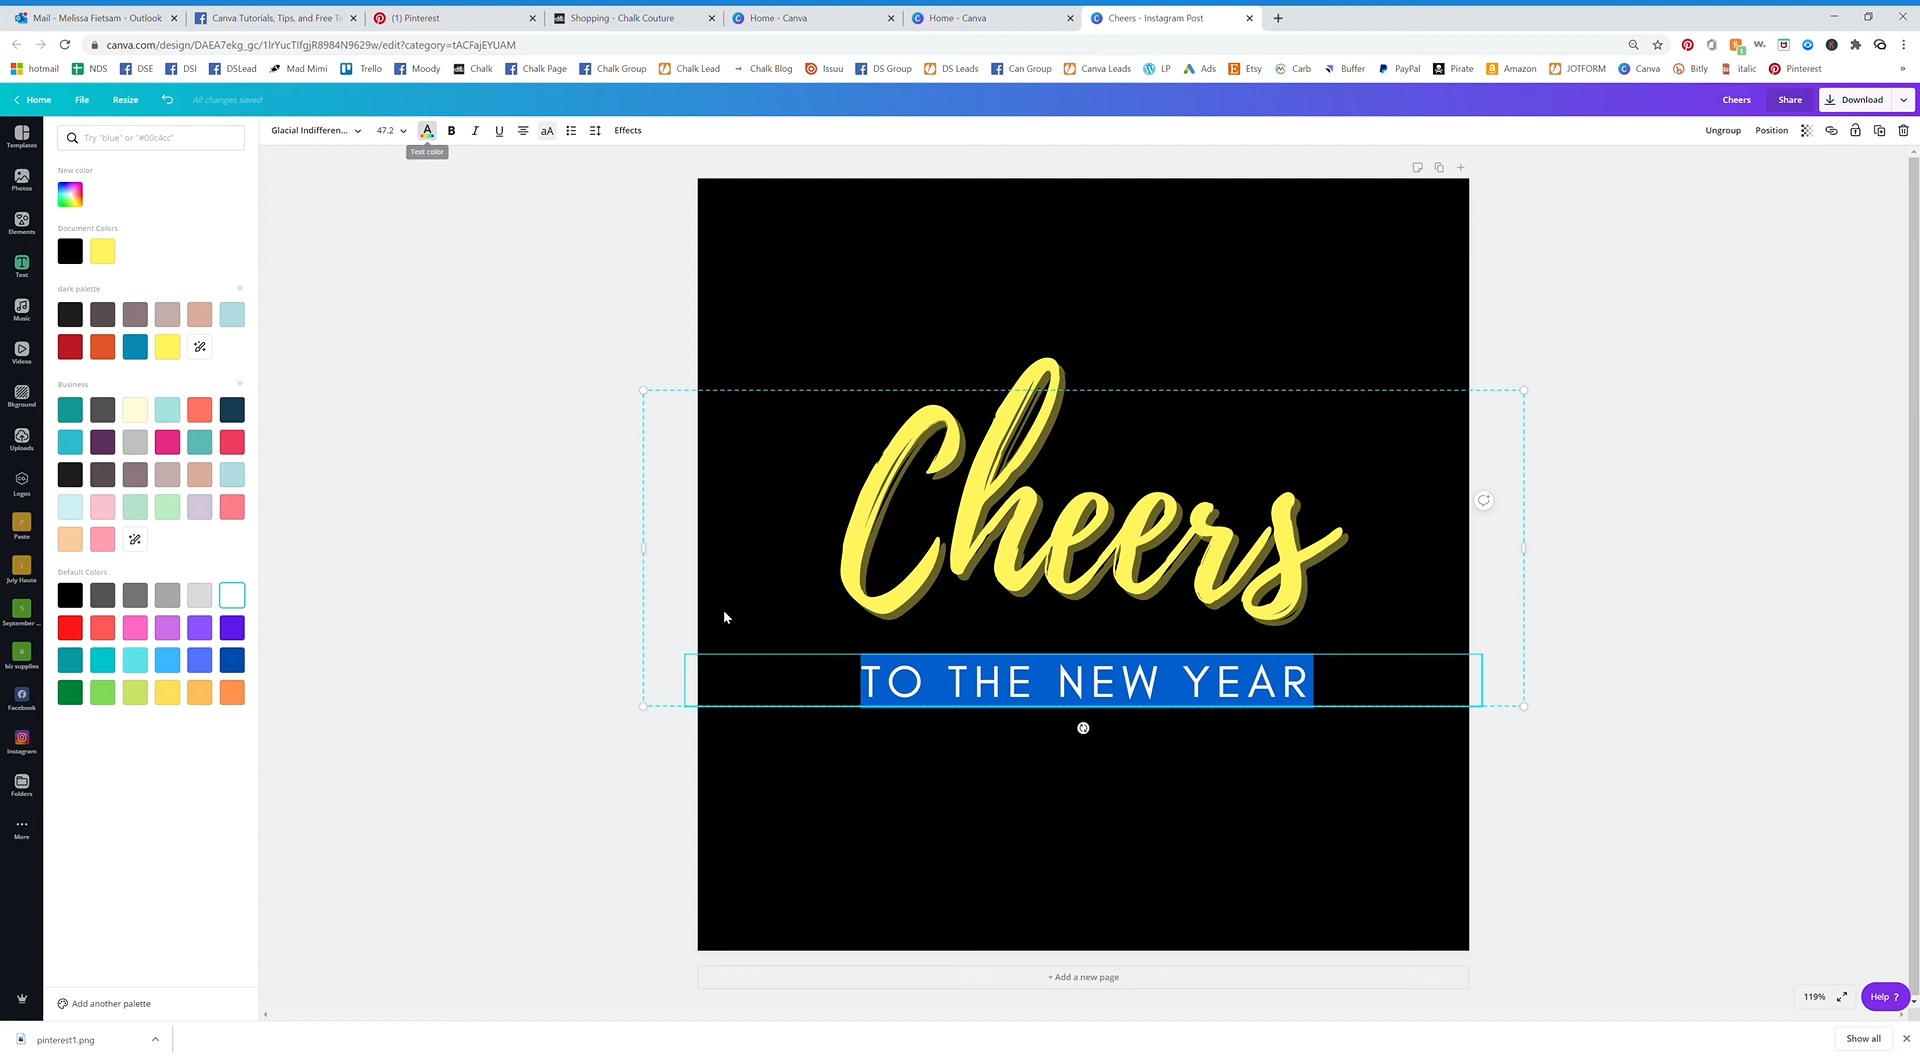 Mail - Melissa Fietsam - Outlook
Canva Tutorials, Tips, and Free Te
(1) Pinterest
Shopping - Chalk Couture
Home - Canva
Home - Canva
Cheers - Instagram Post
canva.com/design/DAEA7ekg_gc/1lrYucTIfgjR8984N9629w/edit?category=tACFajEYUAM
hotmail NDS DSE DSI DSLead Mad Mimi Trello Moody Chalk Chalk Page Chalk Group Chalk Lead Chalk Blog Issuu DS Group DS Leads Can Group Canva Leads LP Ads Etsy Carb Buffer PayPal Pirate Amazon JOTFORM Canva Bitly italic Pinterest
Home File Resize All changes saved Cheers Share Download
Try "blue" or "#00c4cc"
Glacial Indifferen... 47.2 A B I U aA Effects Ungroup Position
Text color
Templates
Photos
Elements
Text
Music
Videos
Bkground
Uploads
CO.
Logos
P
Paste
J
July Haute
S
September ...
B
biz supplies
Facebook
Instagram
Folders
More
New color
Document Colors
dark palette
Business
Default Colors
Add another palette
Cheers
TO THE NEW YEAR
+ Add a new page
119%
Help ?
pinterest1.png
Show all